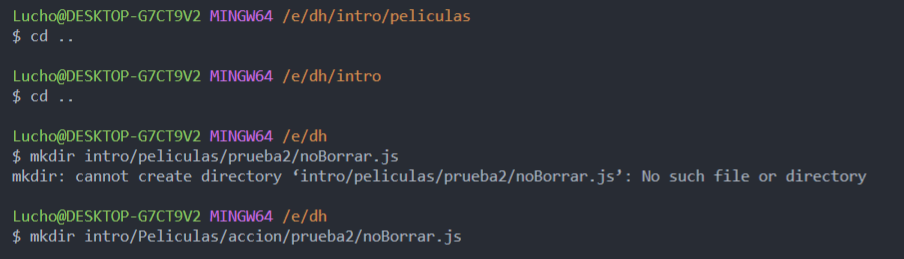 Lucho@DESKTOP-G7CT9V2 MINGW64 /e/dh/intro/peliculas
$ cd ..
Lucho@DESKTOP-G7CT9V2 MINGW64 /e/dh/intro
$ cd ..
Lucho@DESKTOP-G7CT9V2 MINGW64 /e/dh
$ mkdir intro/peliculas/prueba2/noBorrar.js
mkdir: cannot create directory ‘intro/peliculas/prueba2/noBorrar.js’: No such file or directory
Lucho@DESKTOP-G7CT9V2 MINGW64 /e/dh
$ mkdir intro/Peliculas/accion/prueba2/noBorrar.js